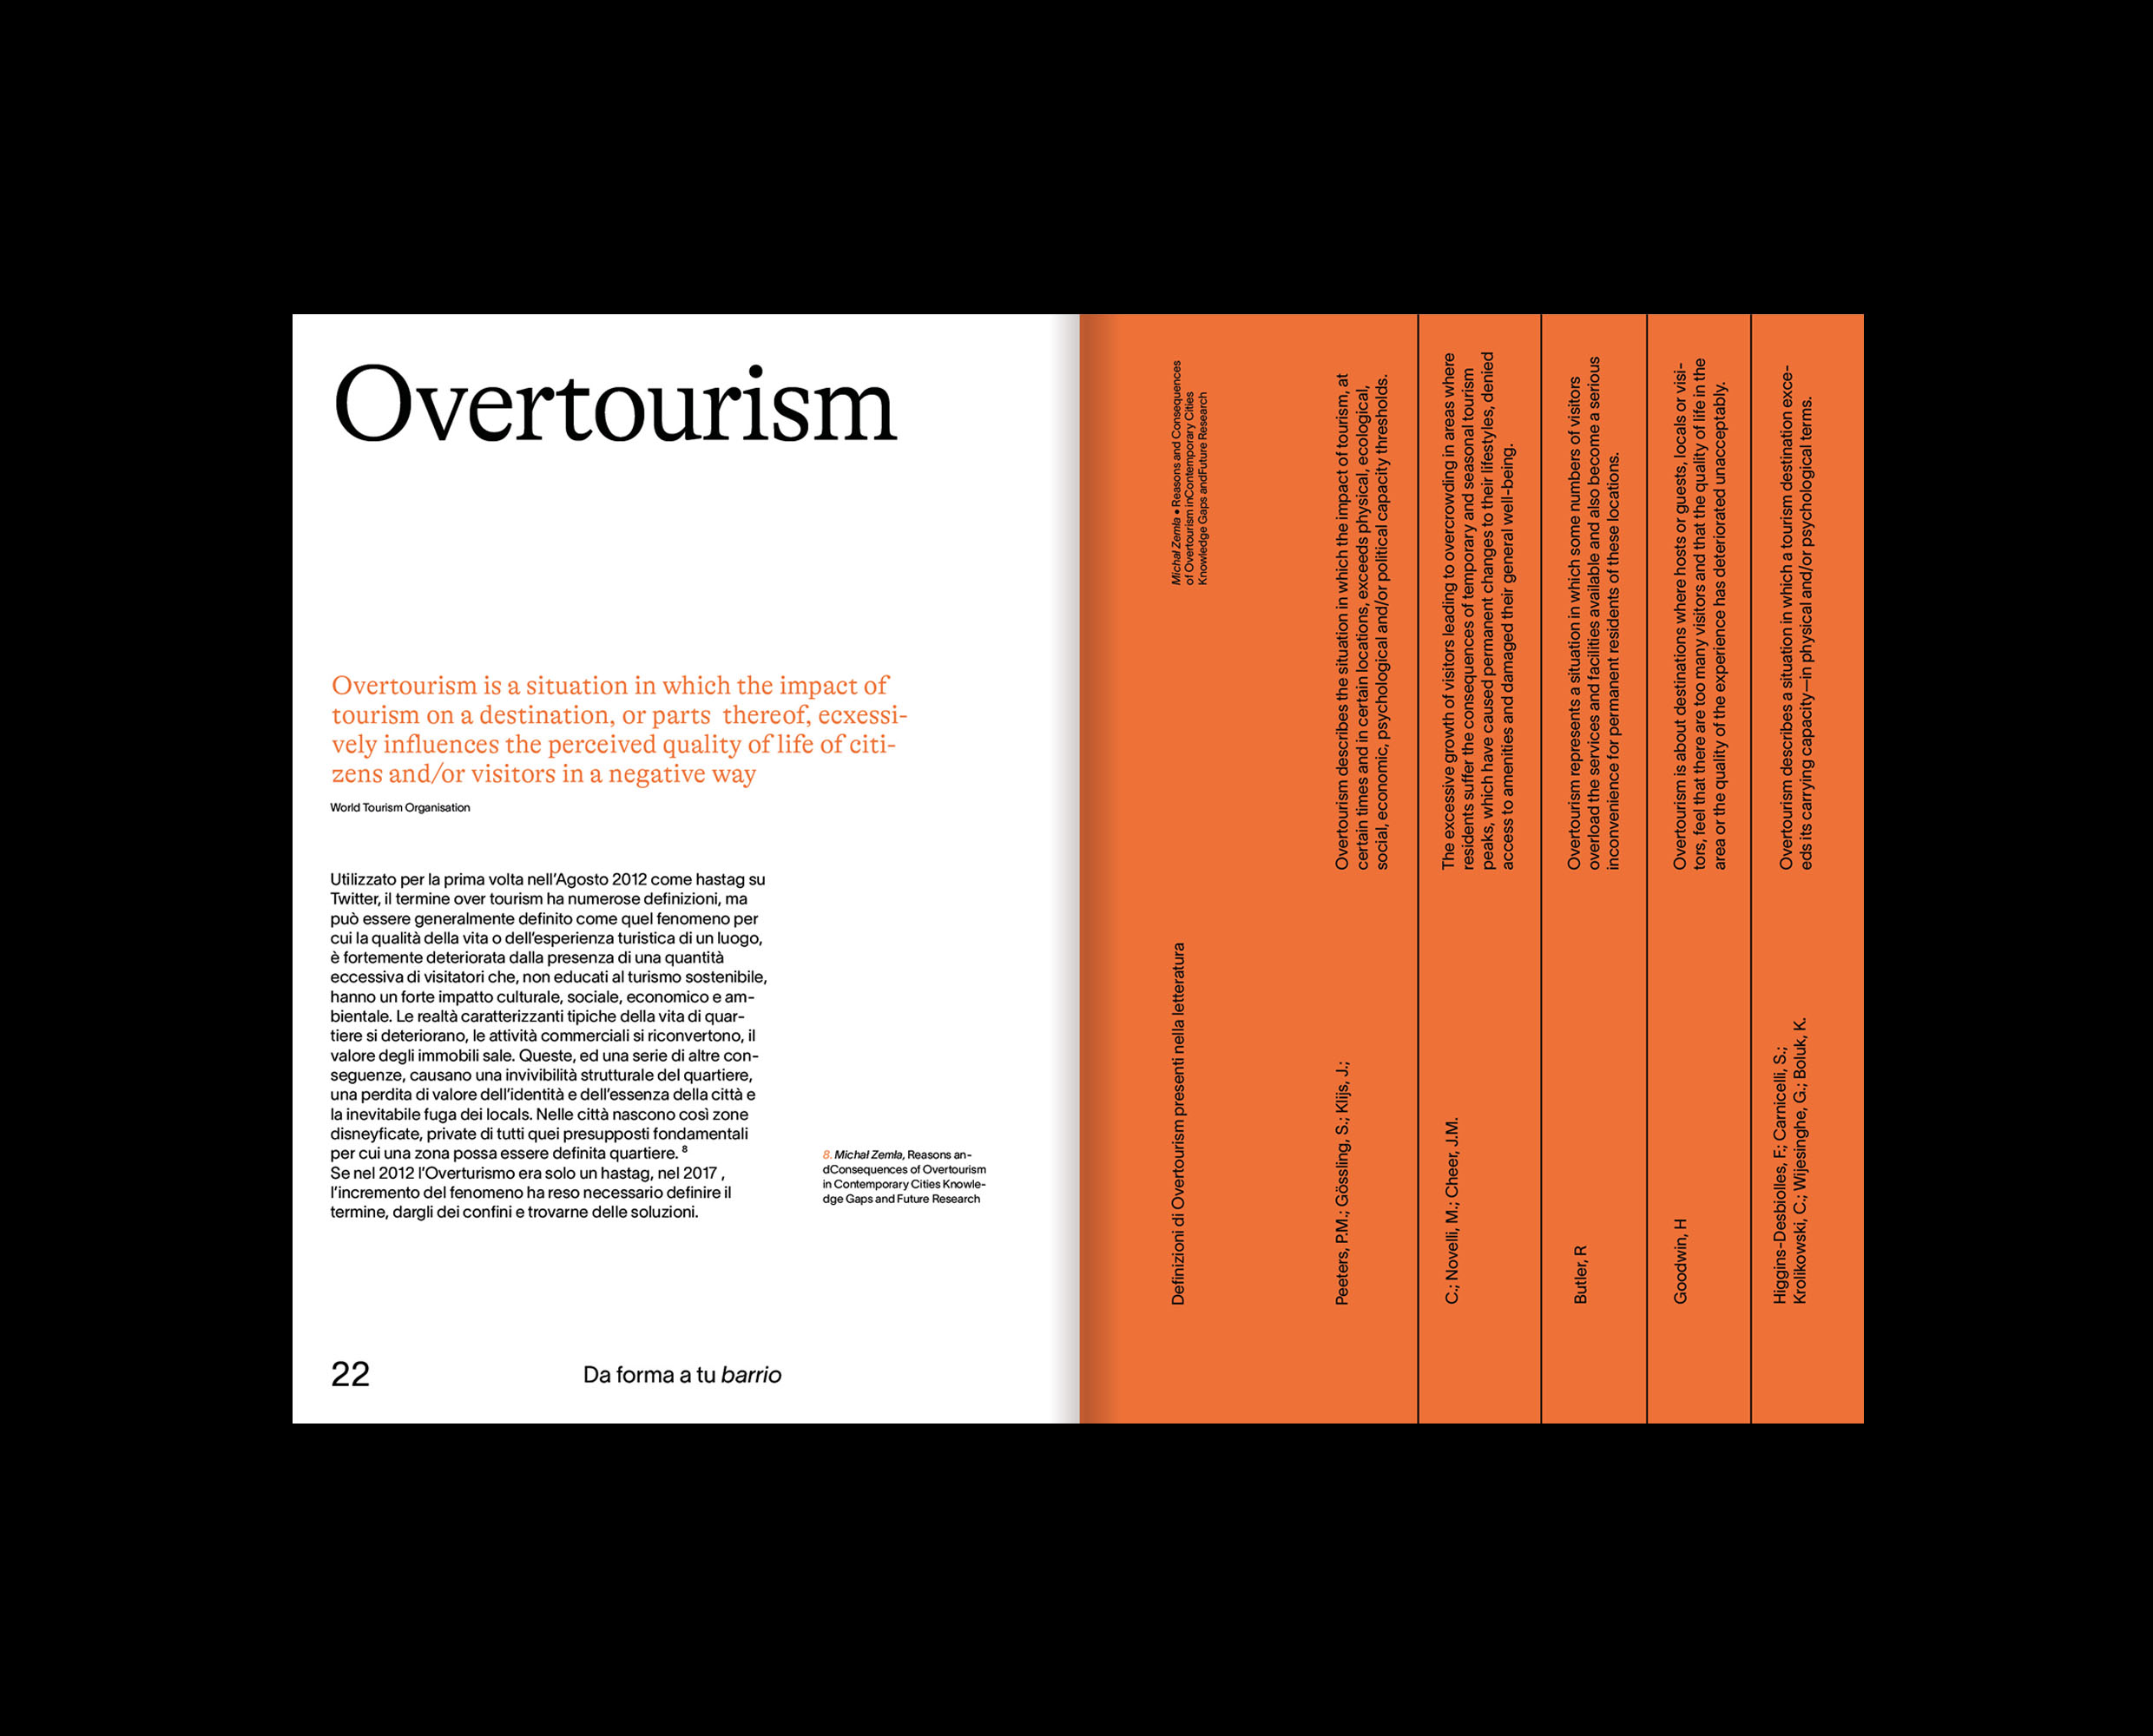 Overtourism
Overtourism is a situation in which the impact of
tourism on a destination, or parts  thereof, ecxessi-
vely influences the perceived quality of life of citi-
zens and/or visitors in a negative way
World Tourism Organisation
Utilizzato per la prima volta nell'Agosto 2012 come hastag su
Twitter, il termine over tourism ha numerose definizioni, ma
può essere generalmente definito come quel fenomeno per
cui la qualità della vita o dell'esperienza turistica di un luogo,
è fortemente deteriorata dalla presenza di una quantità
eccessiva di visitatori che, non educati al turismo sostenibile,
hanno un forte impatto culturale, sociale, economico e am-
bientale. Le realtà caratterizzanti tipiche della vita di quar-
tiere si deteriorano, le attività commerciali si riconvertono, il
valore degli immobili sale. Queste, ed una serie di altre con-
seguenze, causano una invivibilità strutturale del quartiere,
una perdita di valore dell'identità e dell'essenza della città e
la inevitabile fuga dei locals. Nelle città nascono così zone
disneyficate, private di tutti quei presupposti fondamentali
per cui una zona possa essere definita quartiere. 8
Se nel 2012 l'Overturismo era solo un hastag, nel 2017 ,
l'incremento del fenomeno ha reso necessario definire il
termine, dargli dei confini e trovarne delle soluzioni.
8. Michał Zemła, Reasons an-
dConsequences of Overtourism
in Contemporary Cities Knowle-
dge Gaps and Future Research
22
Da forma a tu barrio
Definizioni di Overtourism presenti nella letteratura
Michał Zemła • Reasons and Consequences
of Overtourism inContemporary Cities
Knowledge Gaps andFuture Research
Peeters, P.M.; Gössling, S.; Klijs, J.;
Overtourism describes the situation in which the impact of tourism, at
certain times and in certain locations, exceeds physical, ecological,
social, economic, psychological and/or political capacity thresholds.
C.; Novelli, M.; Cheer, J.M.
The excessive growth of visitors leading to overcrowding in areas where
residents suffer the consequences of temporary and seasonal tourism
peaks, which have caused permanent changes to their lifestyles, denied
access to amenities and damaged their general well-being.
Butler, R
Overtourism represents a situation in which some numbers of visitors
overload the services and facilities available and also become a serious
inconvenience for permanent residents of these locations.
Goodwin, H
Overtourism is about destinations where hosts or guests, locals or visi-
tors, feel that there are too many visitors and that the quality of life in the
area or the quality of the experience has deteriorated unacceptably.
Higgins-Desbiolles, F.; Carnicelli, S.;
Krolikowski, C.; Wijesinghe, G.; Boluk, K.
Overtourism describes a situation in which a tourism destination exce-
eds its carrying capacity—in physical and/or psychological terms.